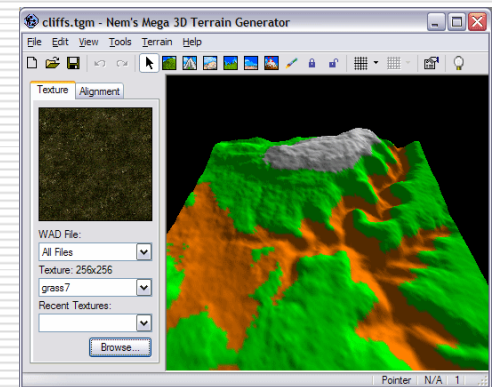 cliffs.tgm - Nem's Mega 3D Terrain Generator
File Edit View Tools Terrain Help
Texture Alignment
WAD File:
All Files
Texture: 256x256
grass7
Recent Textures:
Browse...
Pointer N/A 1